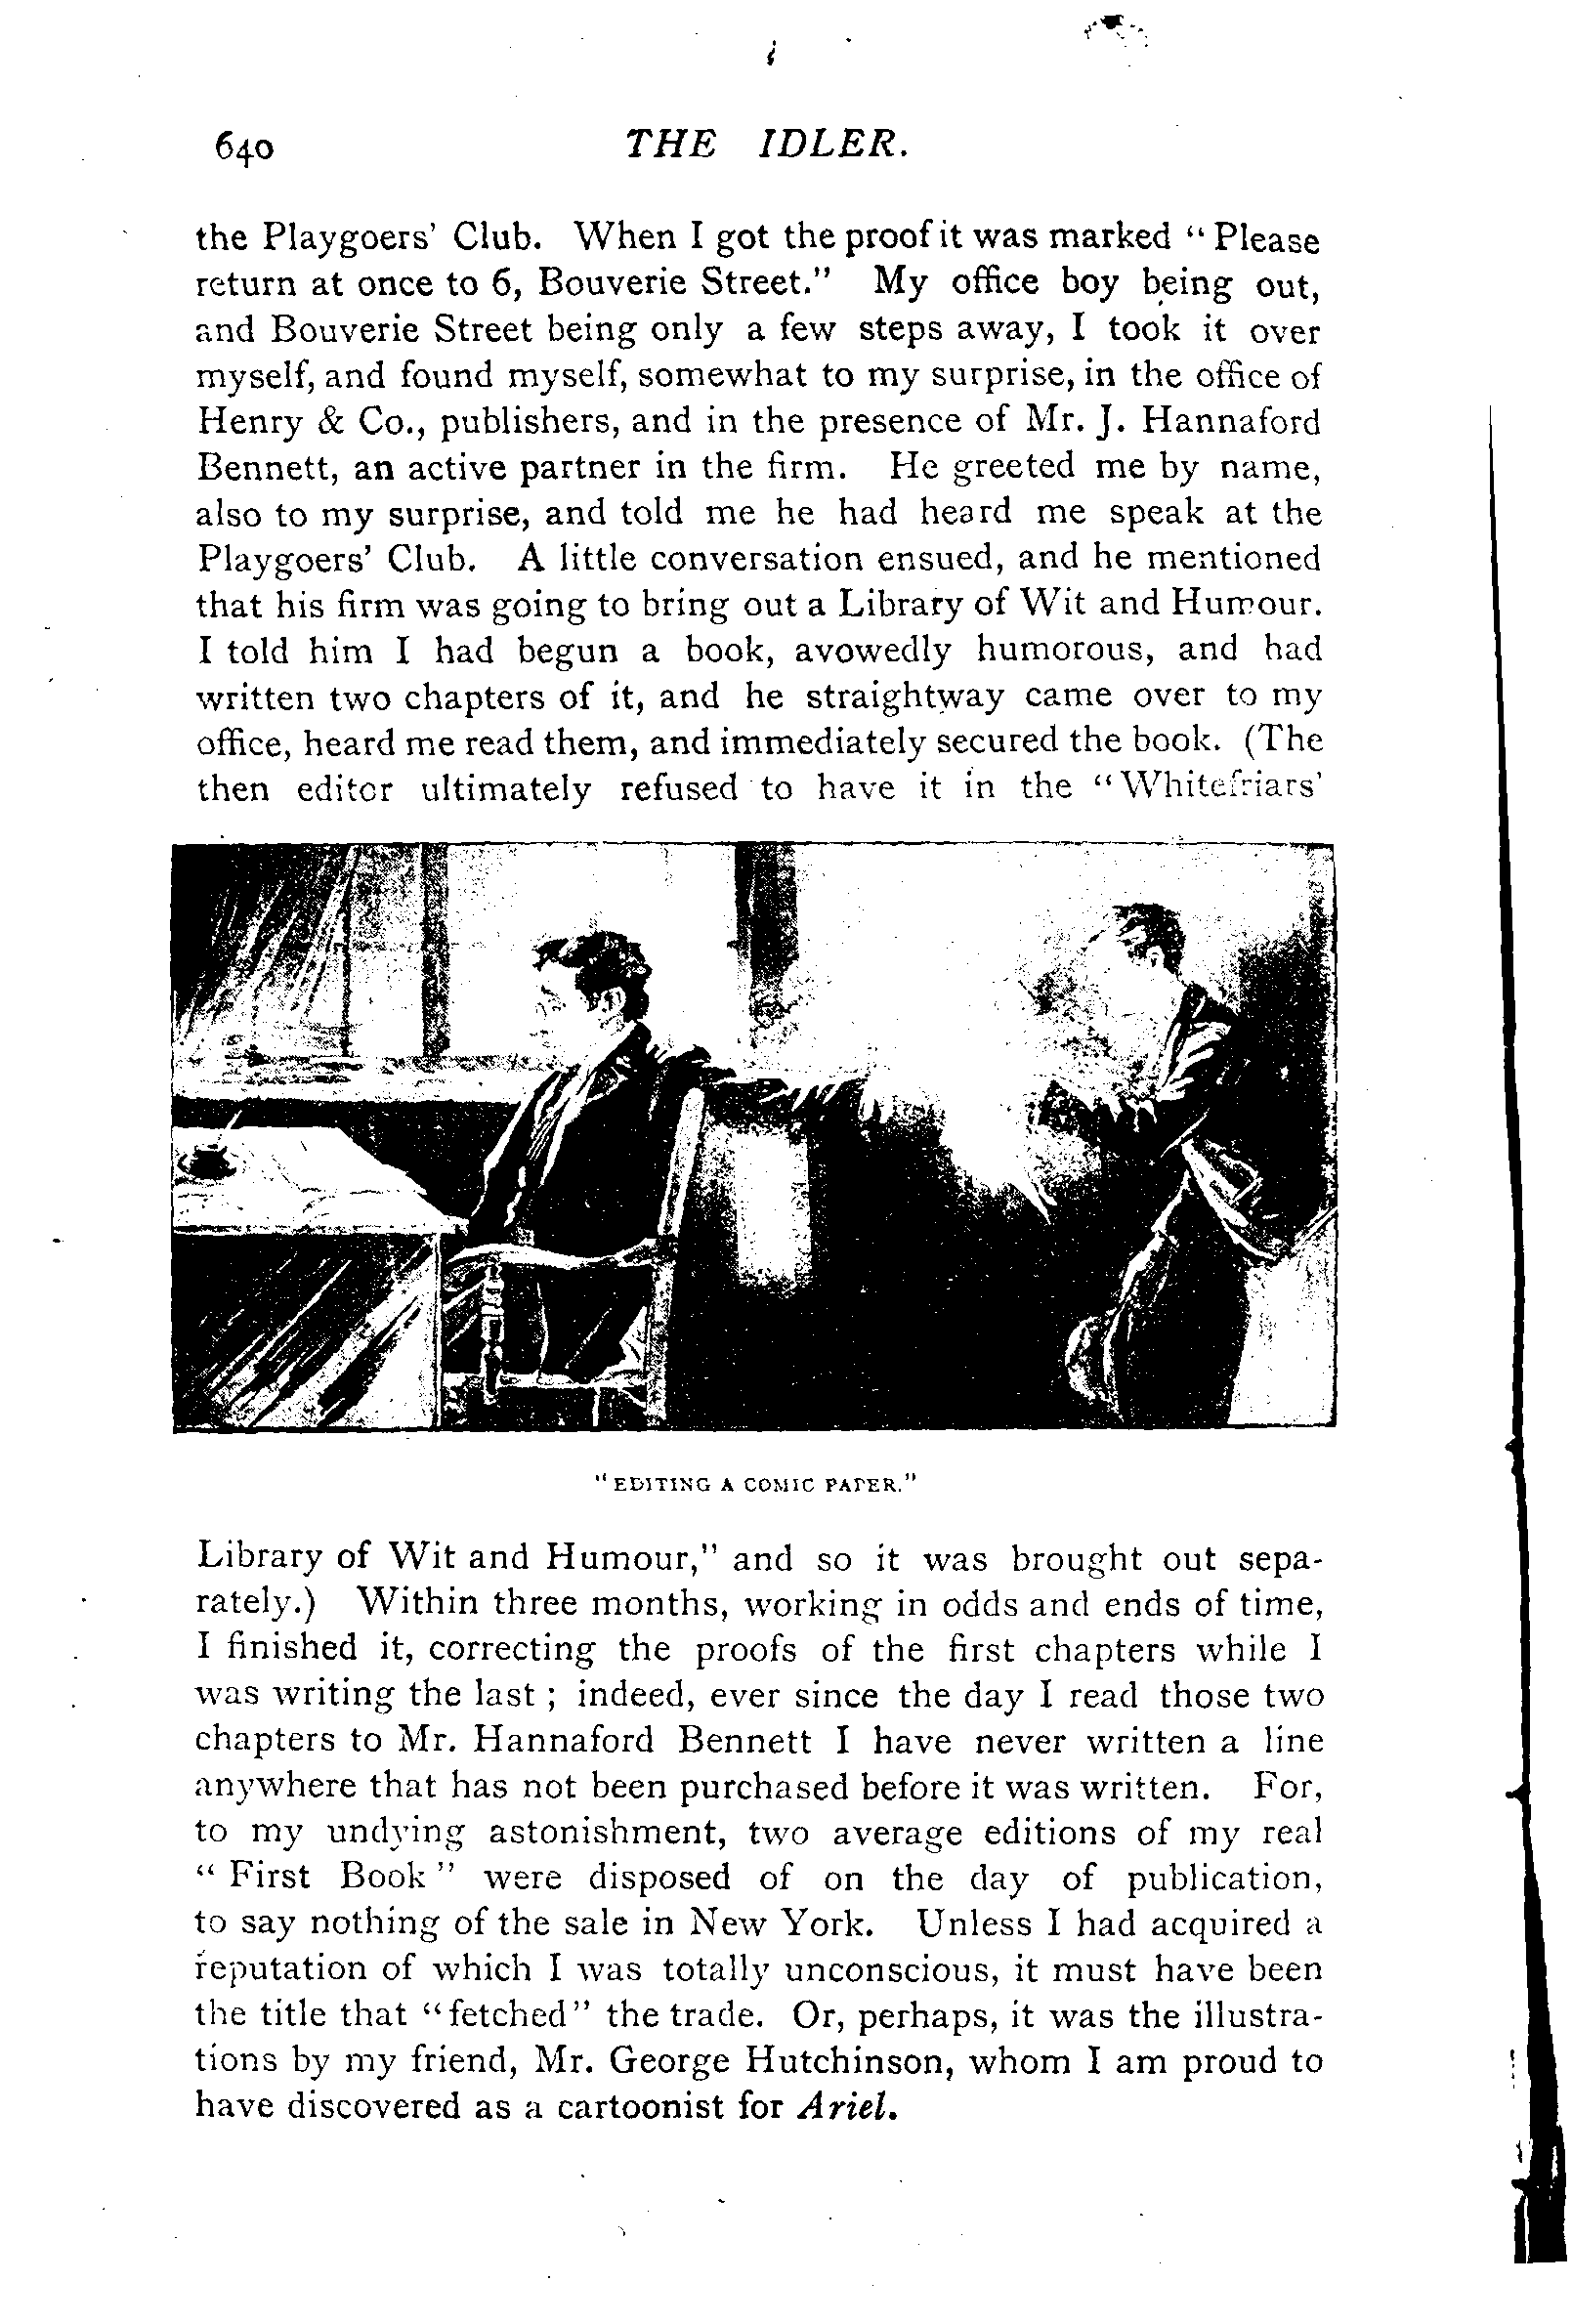 640
THE IDLER.
the Playgoers' Club. When I got the proof it was marked "Please
return at once to 6, Bouverie Street." My office boy being out,
and Bouverie Street being only a few steps away, I took it over
myself, and found myself, somewhat to my surprise, in the office of
Henry & Co., publishers, and in the presence of Mr. J. Hannaford
Bennett, an active partner in the firm. He greeted me by name,
also to my surprise, and told me he had heard me speak at the
Playgoers' Club. A little conversation ensued, and he mentioned
that his firm was going to bring out a Library of Wit and Humour.
I told him I had begun a book, avowedly humorous, and had
written two chapters of it, and he straightway came over to my
office, heard me read them, and immediately secured the book. (The
then editor ultimately refused to have it in the "Whitefriars'
"EDITING A COMIC PAPER."
Library of Wit and Humour," and so it was brought out sepa-
rately.) Within three months, working in odds and ends of time,
I finished it, correcting the proofs of the first chapters while I
was writing the last; indeed, ever since the day I read those two
chapters to Mr. Hannaford Bennett I have never written a line
anywhere that has not been purchased before it was written. For,
to my undying astonishment, two average editions of my real
"First Book" were disposed of on the day of publication,
to say nothing of the sale in New York. Unless I had acquired a
reputation of which I was totally unconscious, it must have been
the title that "fetched" the trade. Or, perhaps, it was the illustra-
tions by my friend, Mr. George Hutchinson, whom I am proud to
have discovered as a cartoonist for Ariel.